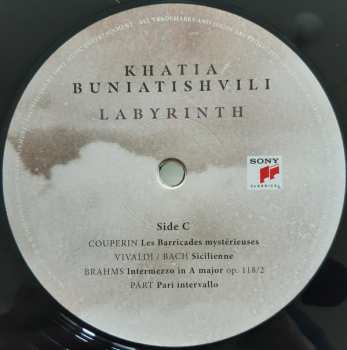 KHATIA
BUNIATISHVILI
LABYRINTH
SONY
CLASSICAL
Side C
COUPERIN Les Barricades mystérieuses
VIVALDI / BACH Sicilienne
BRAHMS Intermezzo in A major op. 118/2
PÄRT Pari intervallo